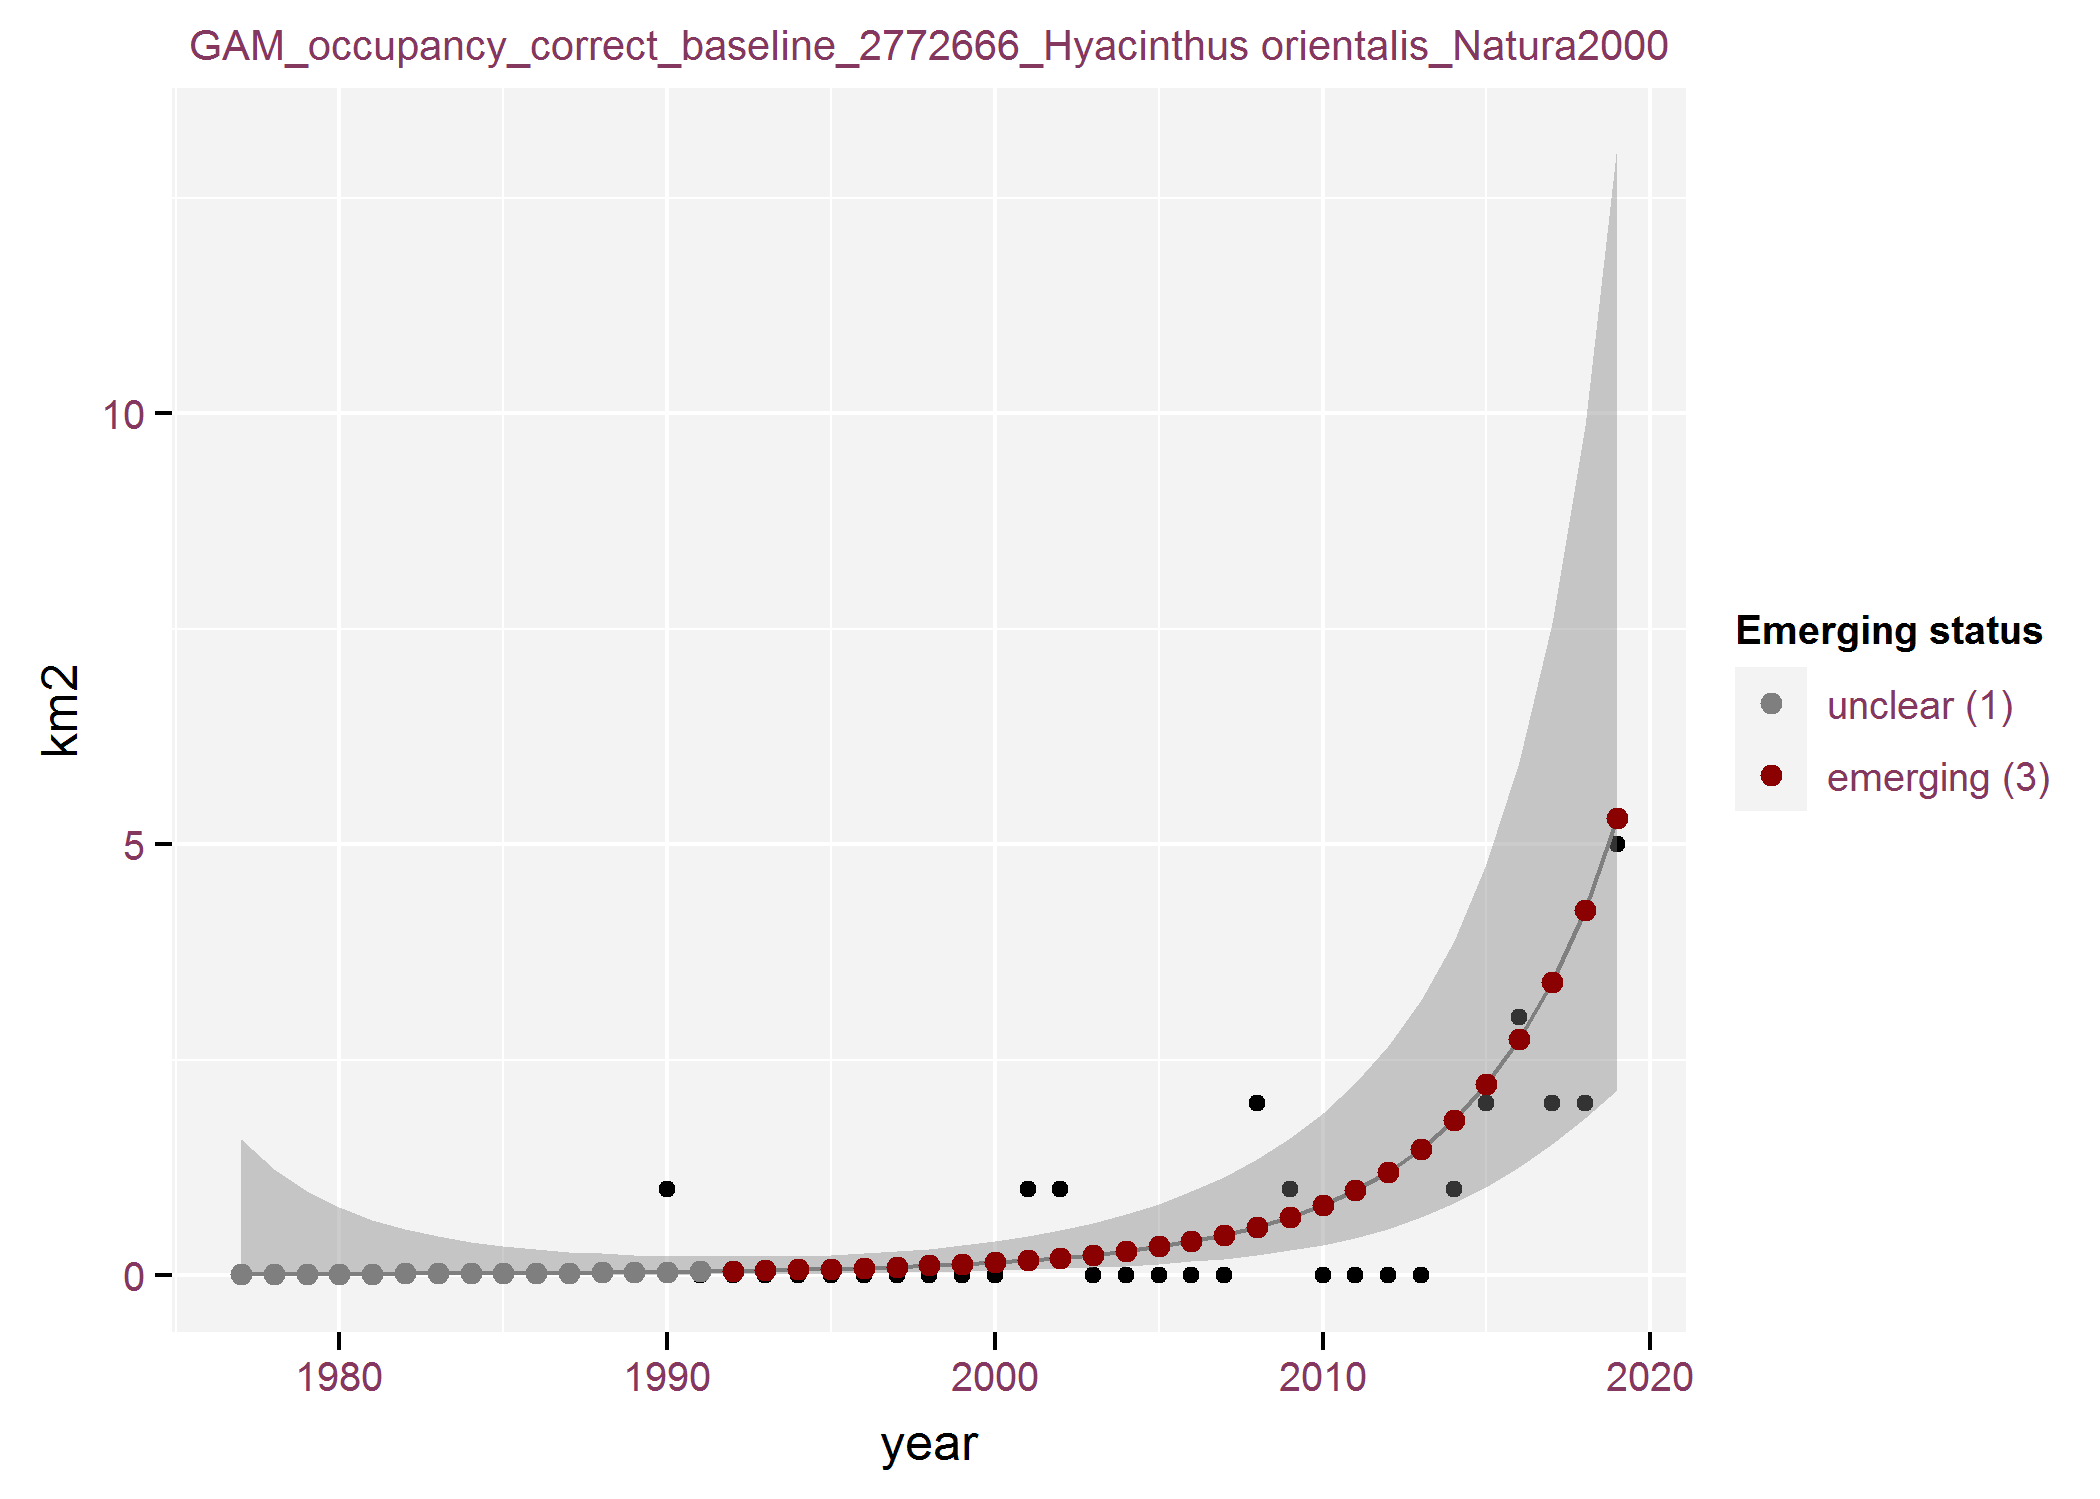 GAM_occupancy_correct_baseline_2772666_Hyacinthus orientalis_Natura2000
10
5
0
km2
1980 1990 2000 2010 2020
year
Emerging status
unclear (1)
emerging (3)